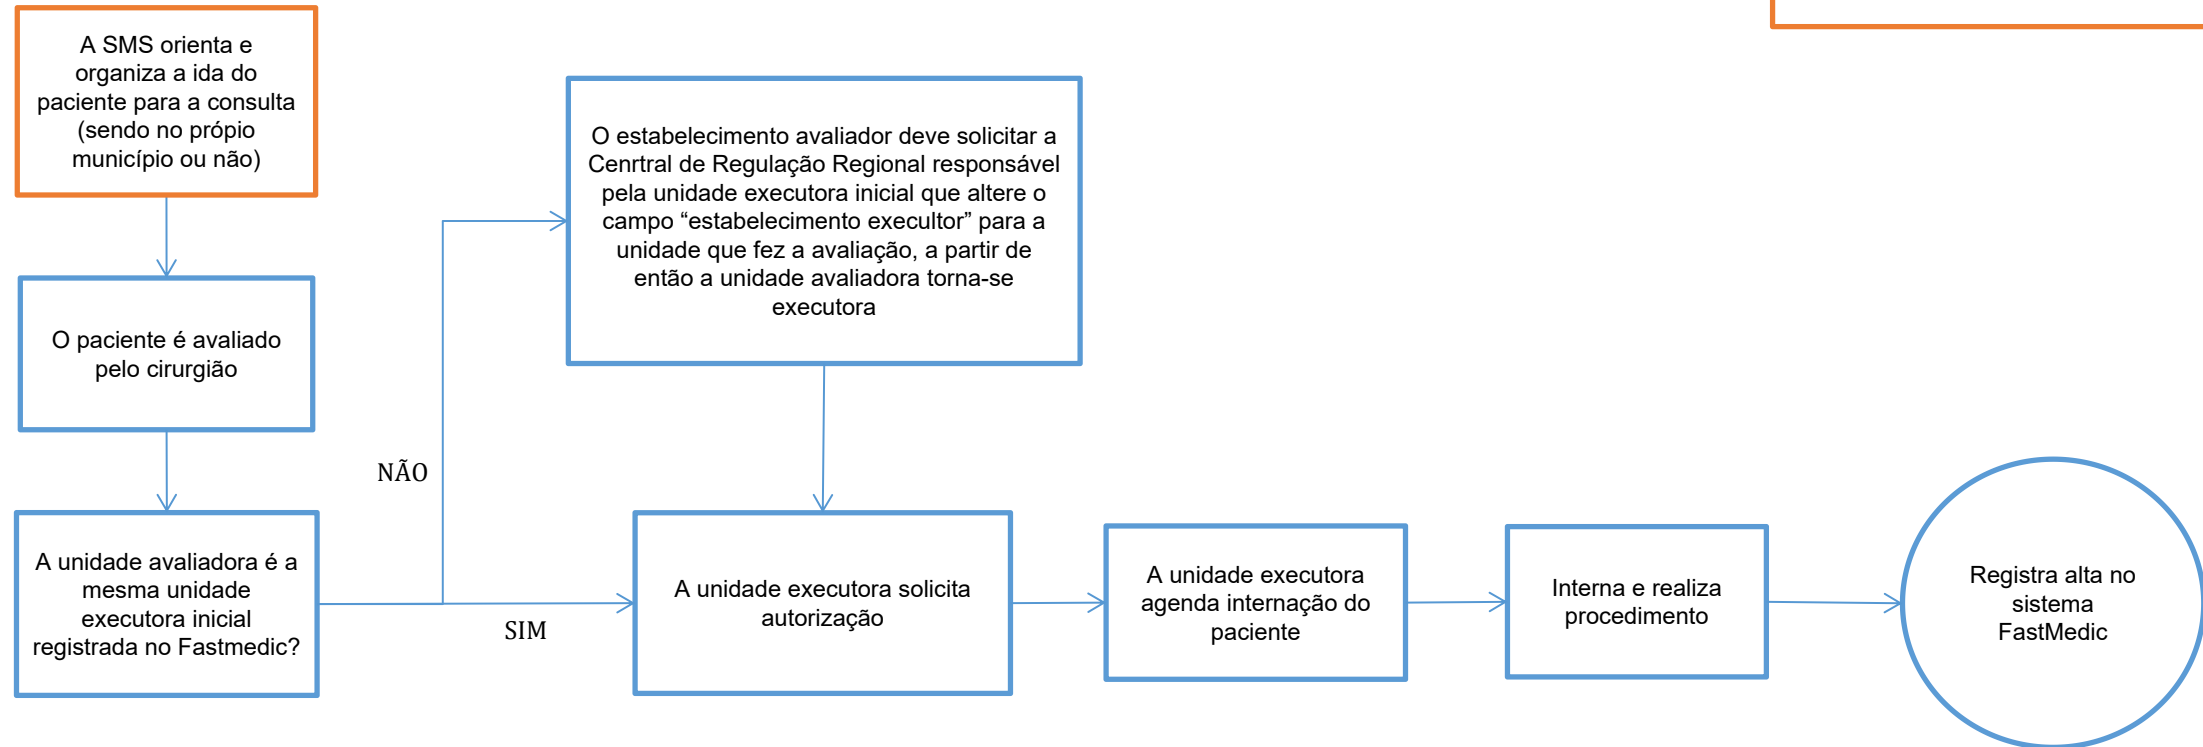 A SMS orienta e
organiza a ida do
paciente para a consulta
(sendo no própio
município ou não)
O paciente é avaliado
pelo cirurgião
A unidade avaliadora é a
mesma unidade
executora inicial
registrada no Fastmedic?
NÃO
SIM
O estabelecimento avaliador deve solicitar a
Cenrtral de Regulação Regional responsável
pela unidade executora inicial que altere o
campo “estabelecimento execultor” para a
unidade que fez a avaliação, a partir de
então a unidade avaliadora torna-se
executora
A unidade executora solicita
autorização
A unidade executora
agenda internação do
paciente
Interna e realiza
procedimento
Registra alta no
sistema
FastMedic